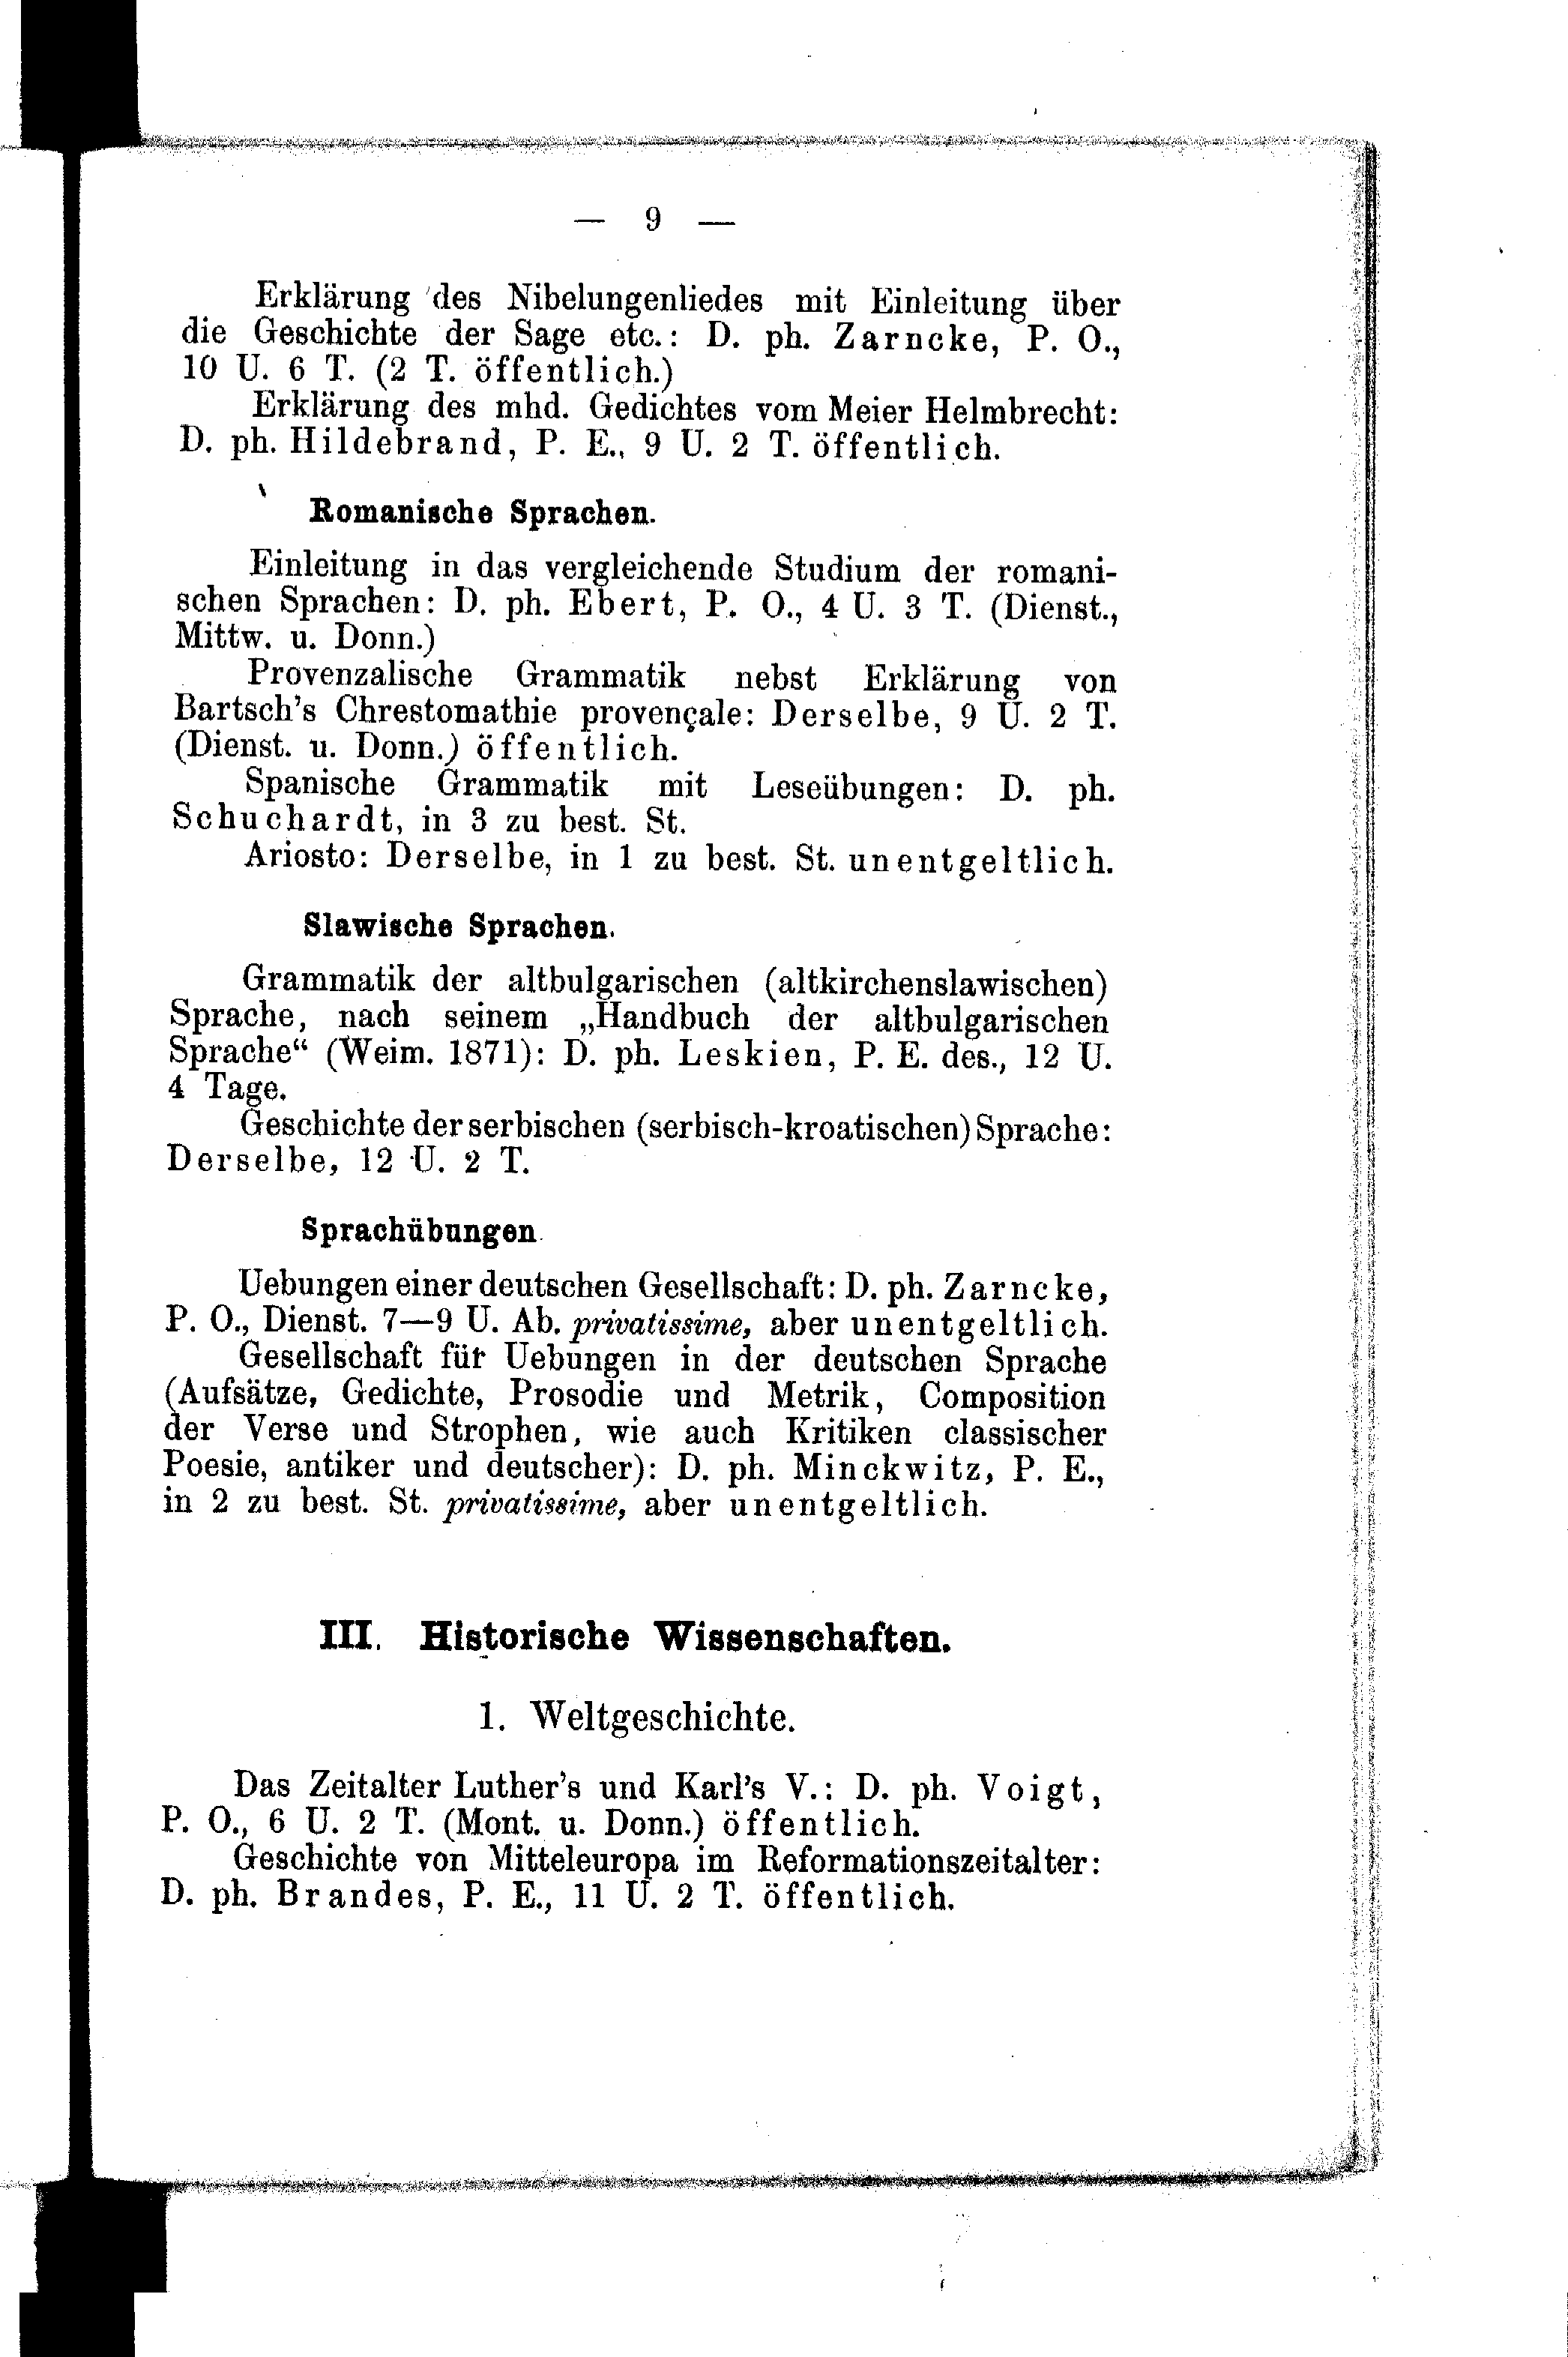 — 9 —
Erklärung des Nibelungenliedes mit Einleitung über
die Geschichte der Sage etc.: D. ph. Zarncke, P. O.,
10 U. 6 T. (2 T. öffentlich.)
Erklärung des mhd. Gedichtes vom Meier Helmbrecht:
D. ph. Hildebrand, P. E., 9 U. 2 T. öffentlich.
Romanische Sprachen.
Einleitung in das vergleichende Studium der romani-
schen Sprachen: D. ph. Ebert, P. O., 4 U. 3 T. (Dienst.,
Mittw. u. Donn.)
Provenzalische Grammatik nebst Erklärung von
Bartsch's Chrestomathie provençale: Derselbe, 9 U. 2 T.
(Dienst. u. Donn.) öffentlich.
Spanische Grammatik mit Leseübungen: D. ph.
Schuchardt, in 3 zu best. St.
Ariosto: Derselbe, in 1 zu best. St. unentgeltlich.
Slawische Sprachen.
Grammatik der altbulgarischen (altkirchenslawischen)
Sprache, nach seinem „Handbuch der altbulgarischen
Sprache“ (Weim. 1871): D. ph. Leskien, P. E. des., 12 U.
4 Tage.
Geschichte der serbischen (serbisch-kroatischen) Sprache:
Derselbe, 12 U. 2 T.
Sprachübungen.
Uebungen einer deutschen Gesellschaft: D. ph. Zarncke,
P. O., Dienst. 7—9 U. Ab. privatissime, aber unentgeltlich.
Gesellschaft für Uebungen in der deutschen Sprache
(Aufsätze, Gedichte, Prosodie und Metrik, Composition
der Verse und Strophen, wie auch Kritiken classischer
Poesie, antiker und deutscher): D. ph. Minckwitz, P. E.,
in 2 zu best. St. privatissime, aber unentgeltlich.
III. Historische Wissenschaften.
1. Weltgeschichte.
Das Zeitalter Luther's und Karl's V.: D. ph. Voigt,
P. O., 6 U. 2 T. (Mont. u. Donn.) öffentlich.
Geschichte von Mitteleuropa im Reformationszeitalter:
D. ph. Brandes, P. E., 11 U. 2 T. öffentlich.